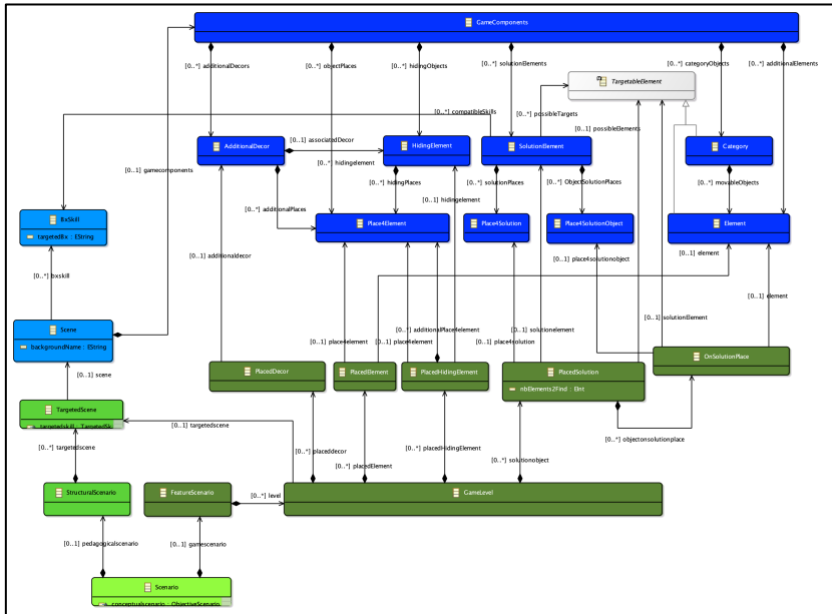 GameComponents
[0..*] additionalDecors
[0..*] objectPlaces
[0..*] hidingObjects
[0..*] solutionElements
[0..*] categoryObjects
[0..*] additionalElements
TargetableElement
[0..*] compatibleSkills
[0..*] possibleTargets
[0..1] associatedDecor
[0..1] possibleElements
AdditionalDecor
HidingElement
SolutionElement
Category
[0..1] gamecomponents
[0..*] hidingelement
[0..*] hidingPlaces
[0..*] solutionPlaces
[0..*] ObjectSolutionPlaces
[0..*] movableObjects
[0..*] additionalPlaces
[0..1] hidingelement
BxSkill
targetedBx : EString
Place4Element
Place4Solution
Place4SolutionObject
Element
[0..1] additionaldecor
[0..1] place4solutionobject
[0..1] element
[0..*] bxskill
[0..1] element
[0..1] solutionElement
Scene
backgroundName : EString
[0..*] additionalPlace4element
[0..1] solutionelement
[0..1] place4element
[0..1] place4element
[0..1] place4solution
[0..1] scene
PlacedDecor
PlacedElement
PlacedHidingElement
PlacedSolution
nbElements2Find : EInt
OnSolutionPlace
TargetedScene
[0..1] targetedscene
[0..*] placeddecor
[0..*] placedElement
[0..*] placedHidingElement
[0..*] solutionobject
[0..*] objectonsolutionplace
[0..*] targetedscene
StructuralScenario
FeatureScenario
[0..*] level
GameLevel
[0..1] pedagogicalscenario
[0..1] gamescenario
Scenario
conceptualscenario : ObjectiveScenario